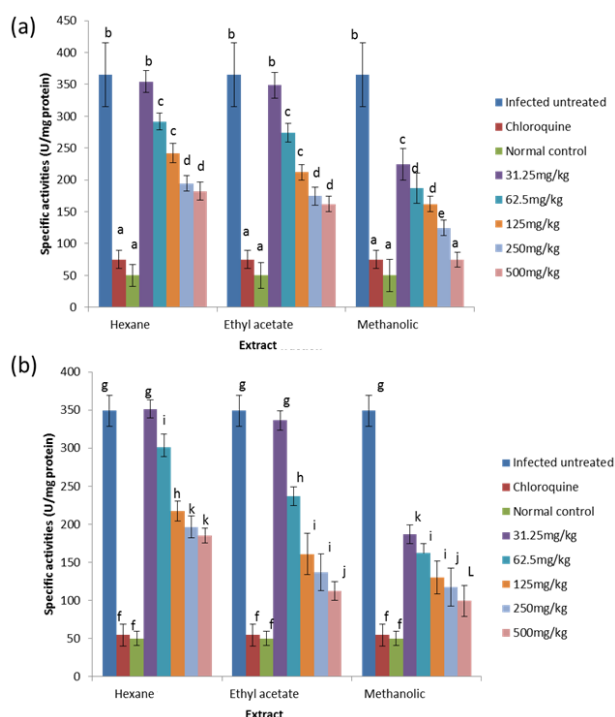 (a)
450
400
350
300
250
200
150
100
50
0
Specific activities (U/mg protein)
b b b
b b
c c c
c c d
d d d d
d e
a a a a a a a
Hexane Ethyl acetate Methanolic
Extract
Infected untreated
Chloroquine
Normal control
31.25mg/kg
62.5mg/kg
125mg/kg
250mg/kg
500mg/kg
(b)
400
350
300
250
200
150
100
50
0
Specific activities (U/mg protein)
g g g g g
i h k
h i i
k k i j i j L
f f f f f f
Hexane Ethyl acetate Methanolic
Extract
Infected untreated
Chloroquine
Normal control
31.25mg/kg
62.5mg/kg
125mg/kg
250mg/kg
500mg/kg